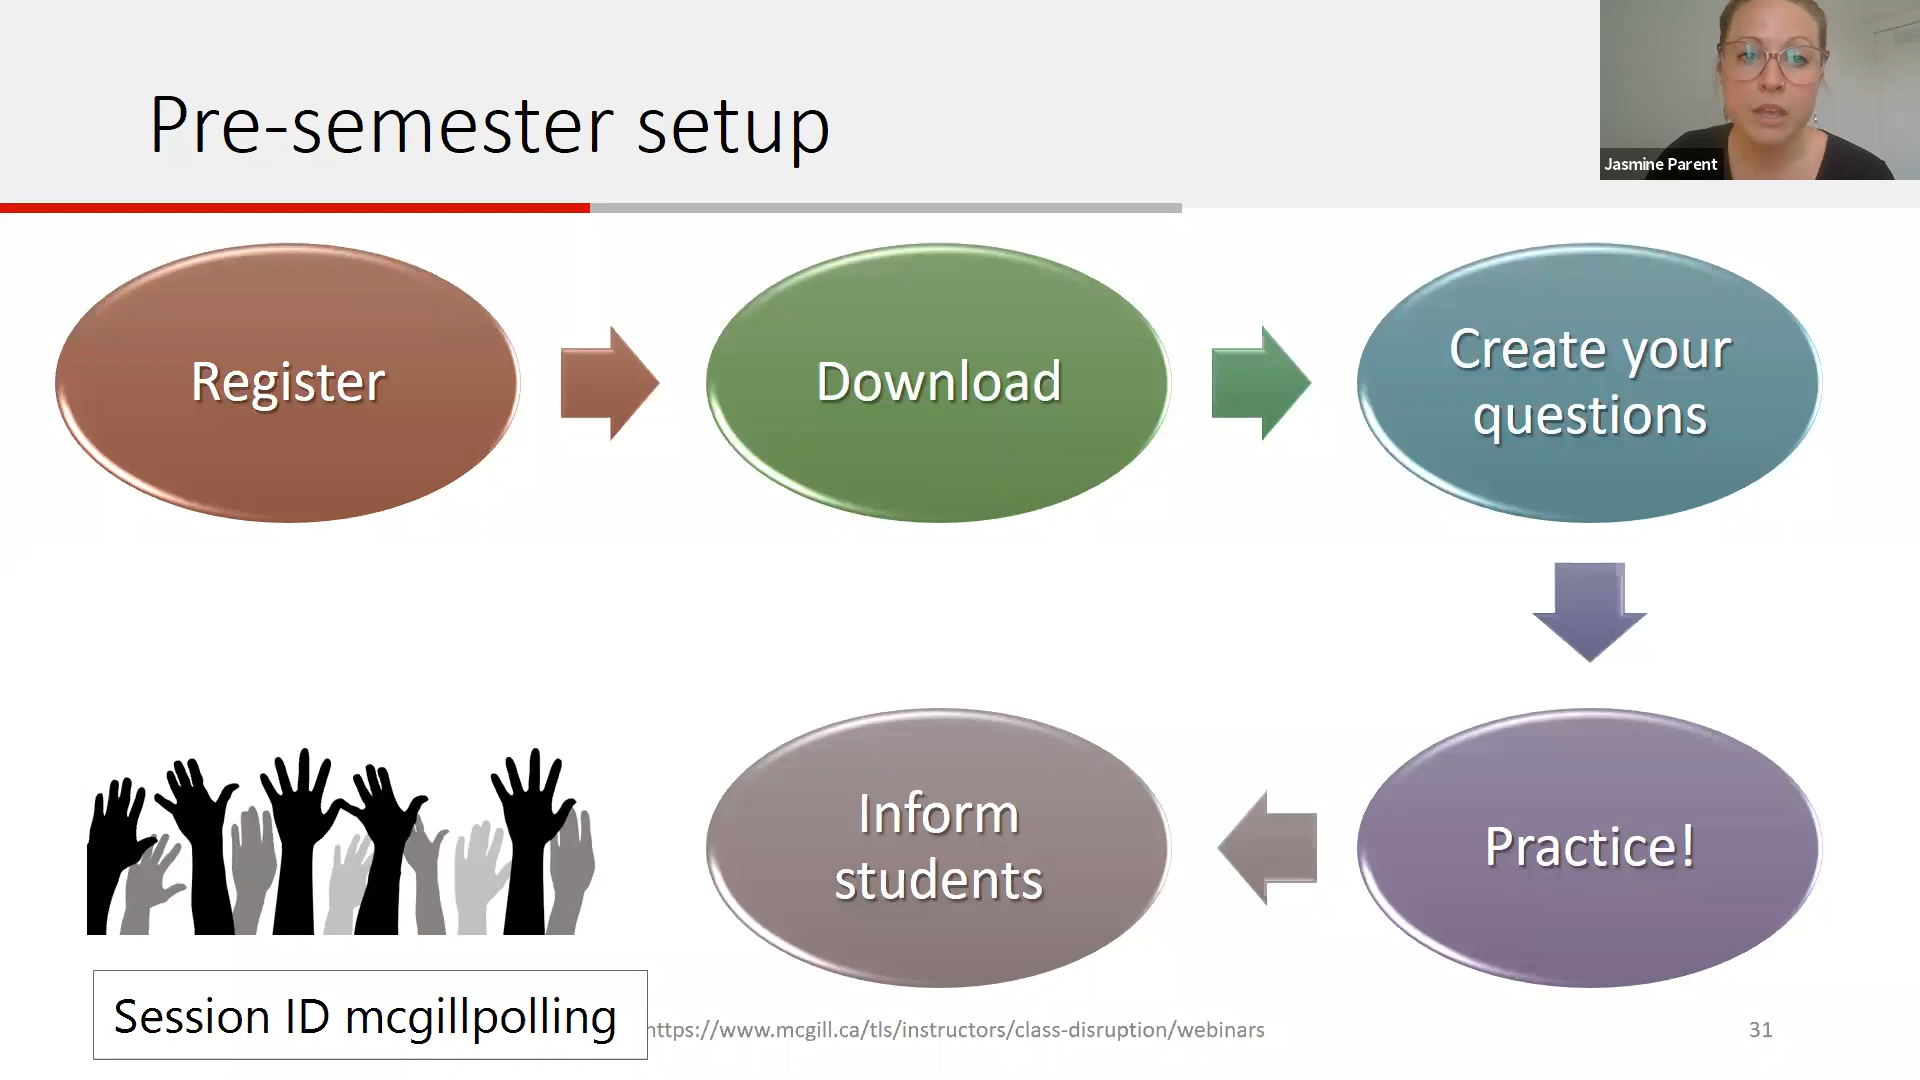 Pre-semester setup
Jasmine Parent
Register
Download
Create your
questions
Practice!
Inform
students
Session ID mcgillpolling
https://www.mcgill.ca/tls/instructors/class-disruption/webinars
31